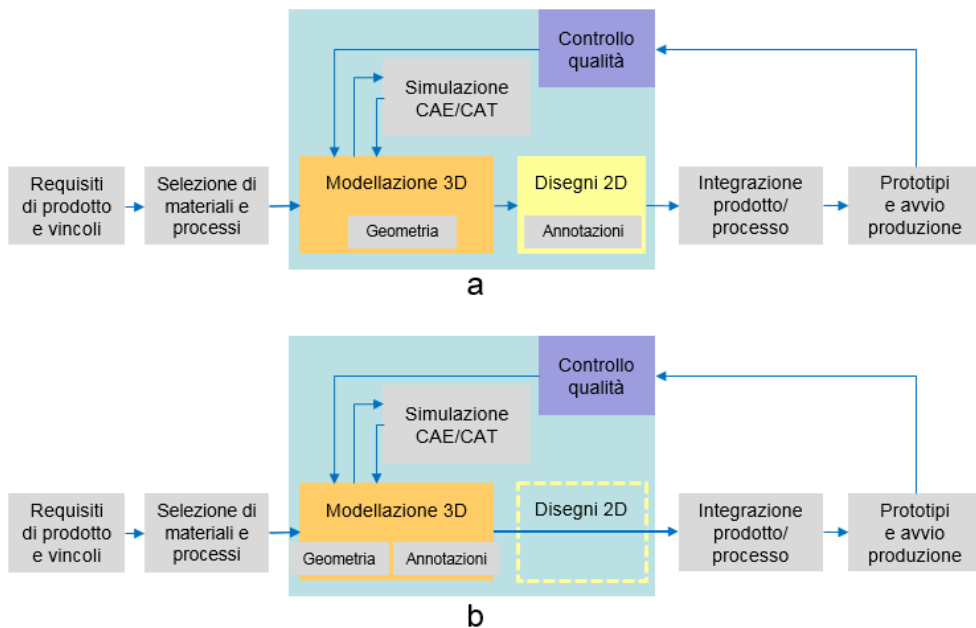 Controllo
qualità
Simulazione
CAE/CAT
Requisiti
di prodotto
e vincoli
Selezione di
materiali e
processi
Modellazione 3D
Geometria
Disegni 2D
Annotazioni
Integrazione
prodotto/
processo
Prototipi
e avvio
produzione
a
Controllo
qualità
Simulazione
CAE/CAT
Requisiti
di prodotto
e vincoli
Selezione di
materiali e
processi
Modellazione 3D
Geometria
Annotazioni
Disegni 2D
Integrazione
prodotto/
processo
Prototipi
e avvio
produzione
b